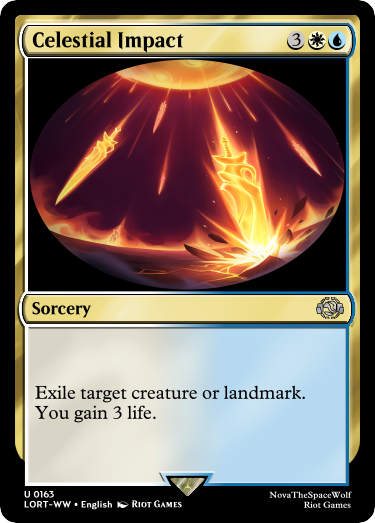 Celestial Impact 3
Sorcery
Exile target creature or landmark.
You gain 3 life.
U 0163
LORT-WW • English Riot Games
NovaTheSpaceWolf
Riot Games